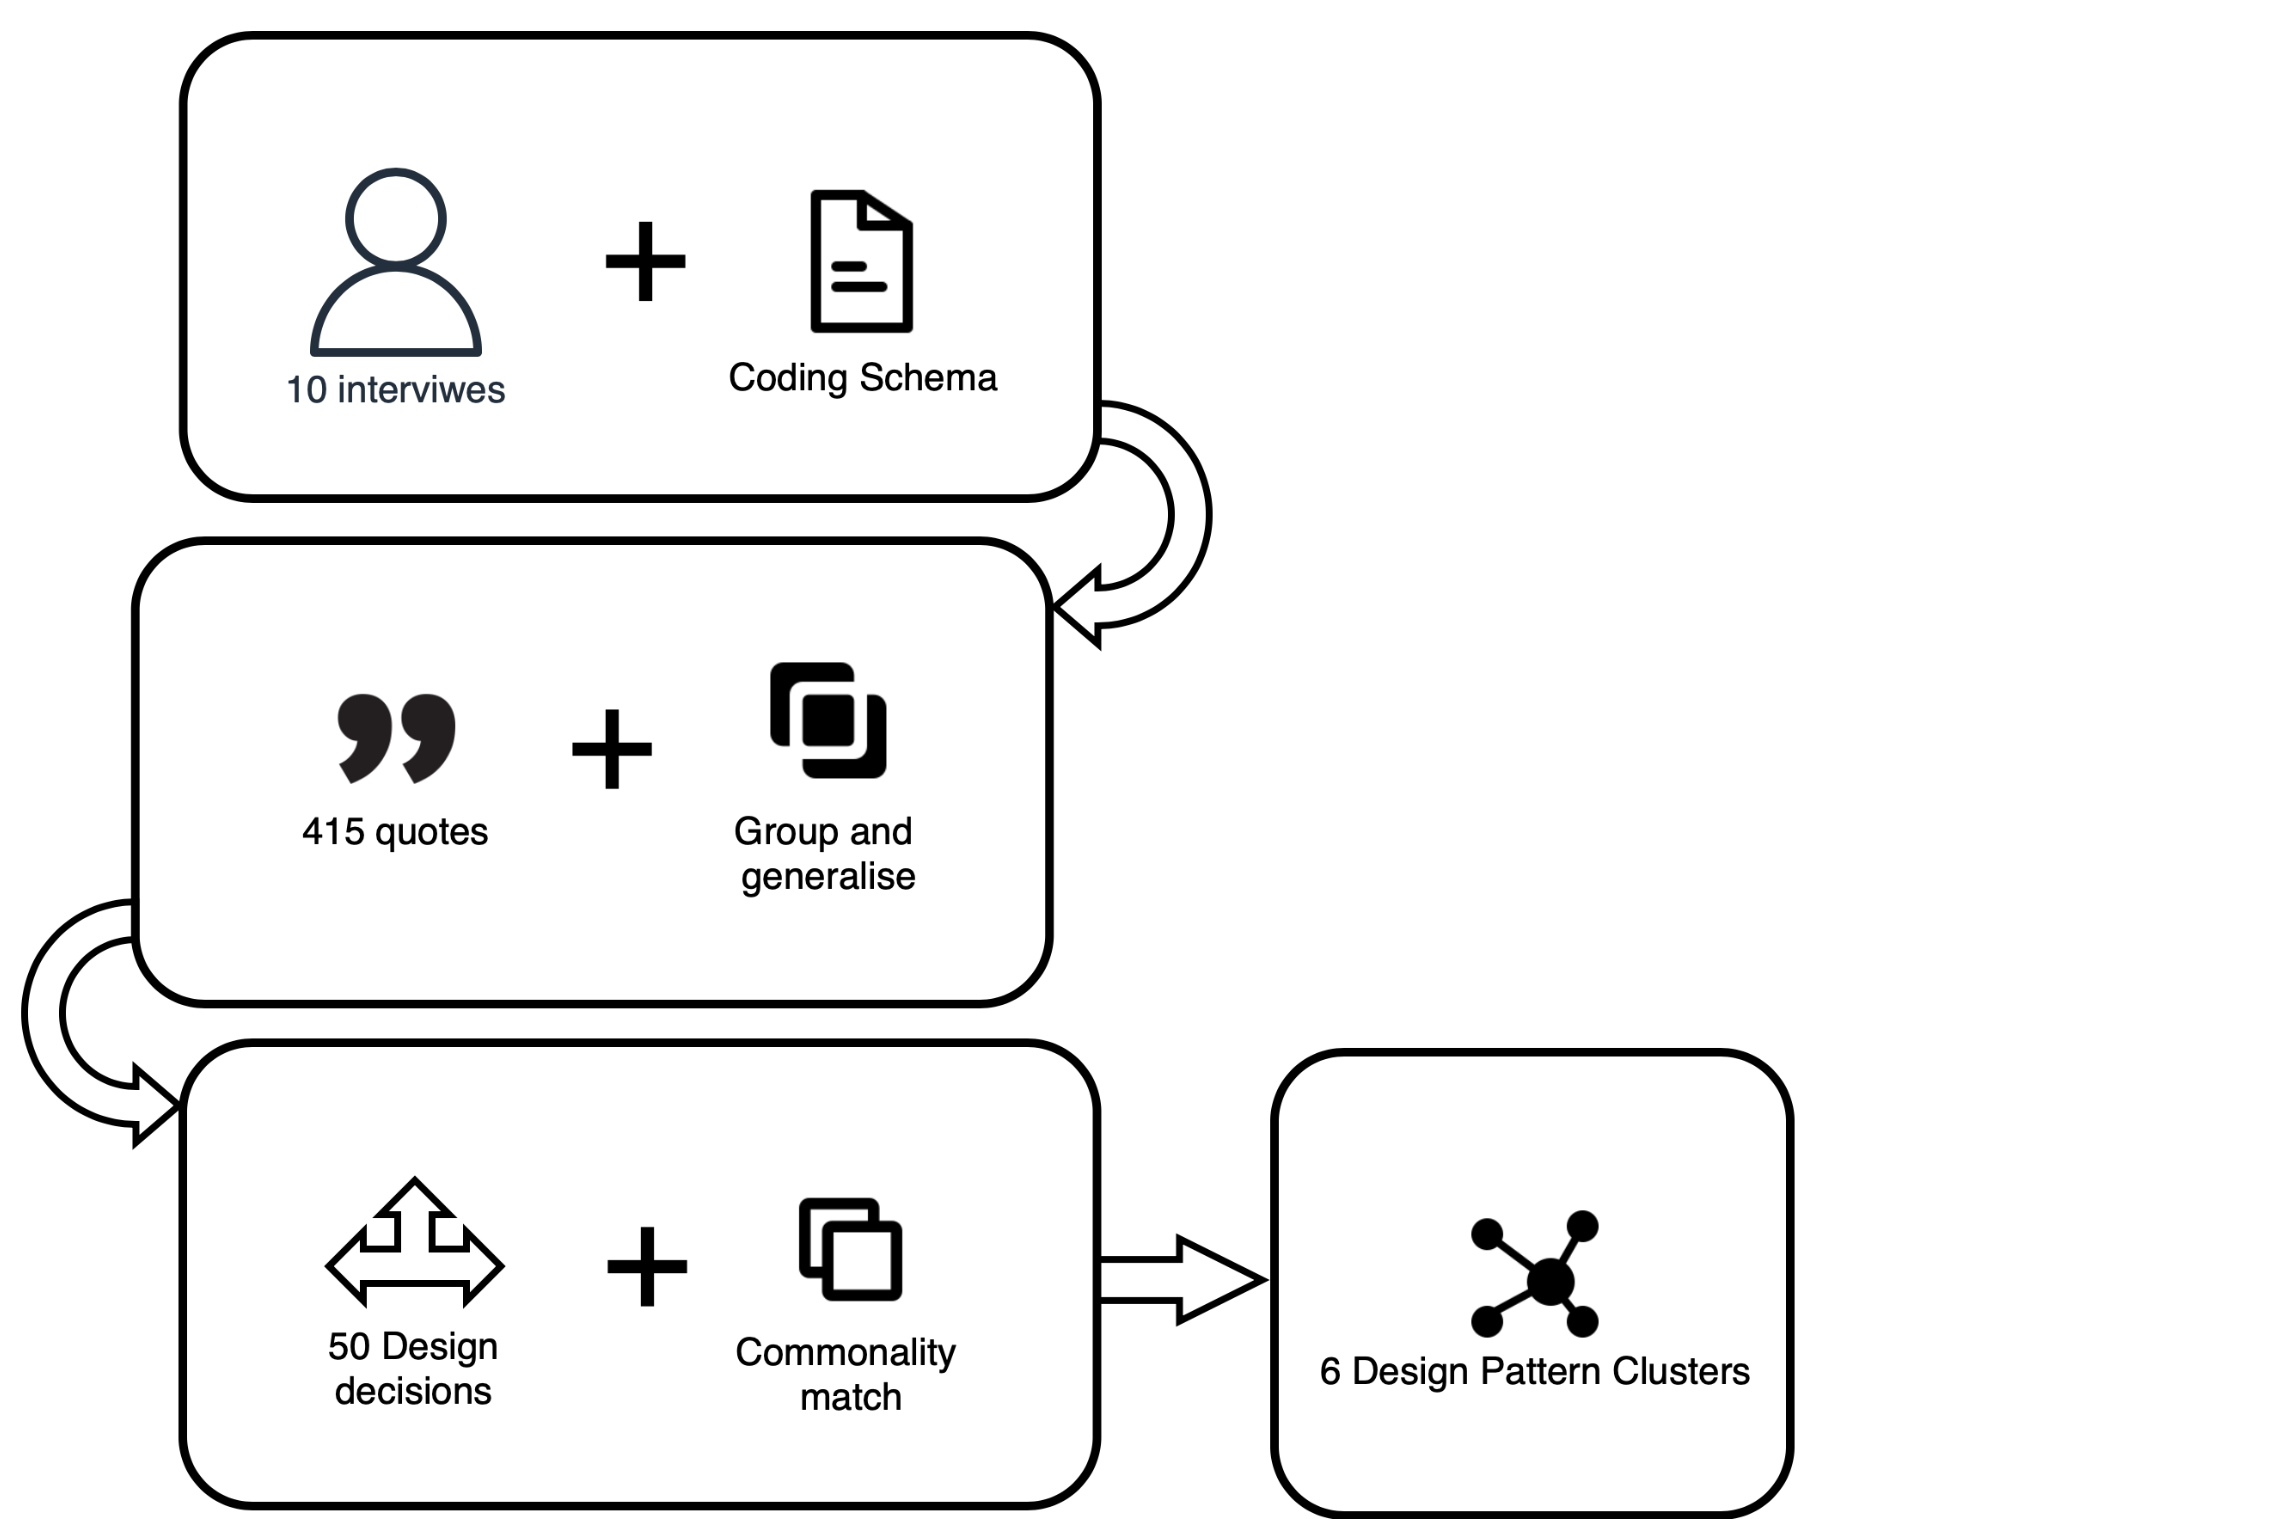 10 interviwes
Coding Schema
415 quotes
Group and
generalise
50 Design
decisions
Commonality
match
6 Design Pattern Clusters